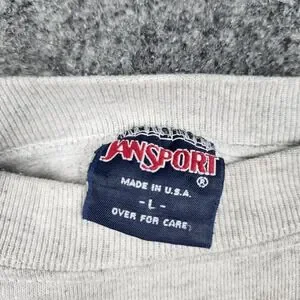 JANSPORT
®
MADE IN U.S.A.
- L -
OVER FOR CARE